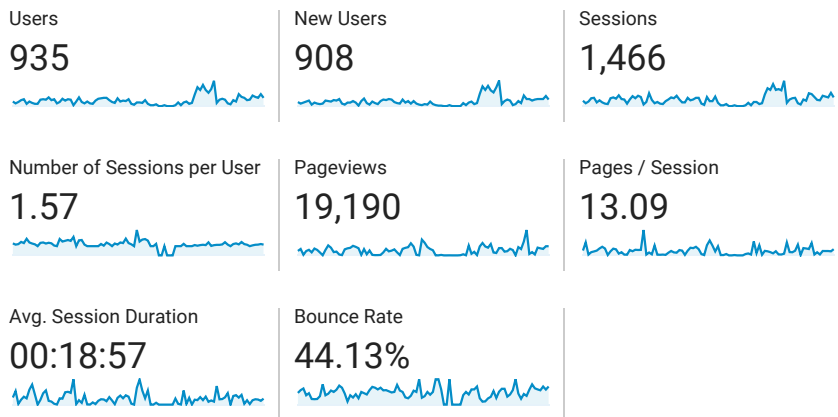 Users
935
New Users
908
Sessions
1,466
Number of Sessions per User
1.57
Pageviews
19,190
Pages / Session
13.09
Avg. Session Duration
00:18:57
Bounce Rate
44.13%